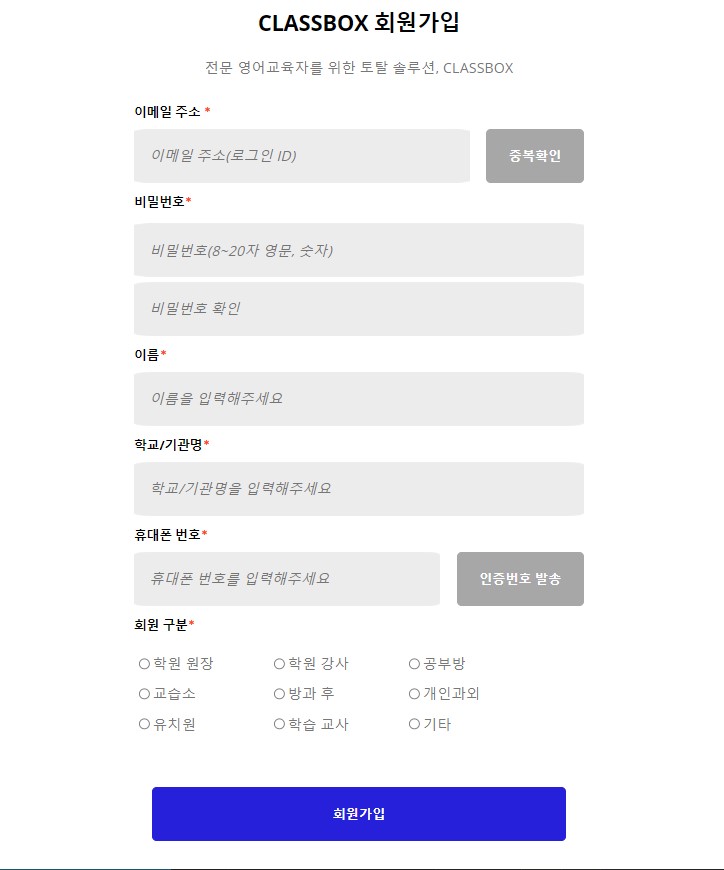 CLASSBOX 회원가입
전문 영어교육자를 위한 토탈 솔루션, CLASSBOX
이메일 주소 *
이메일 주소(로그인 ID) 중복확인
비밀번호*
비밀번호(8~20자 영문, 숫자)
비밀번호 확인
이름*
이름을 입력해주세요
학교/기관명*
학교/기관명을 입력해주세요
휴대폰 번호*
휴대폰 번호를 입력해주세요 인증번호 발송
회원 구분*
학원 원장 학원 강사 공부방
교습소 방과 후 개인과외
유치원 학습 교사 기타
회원가입